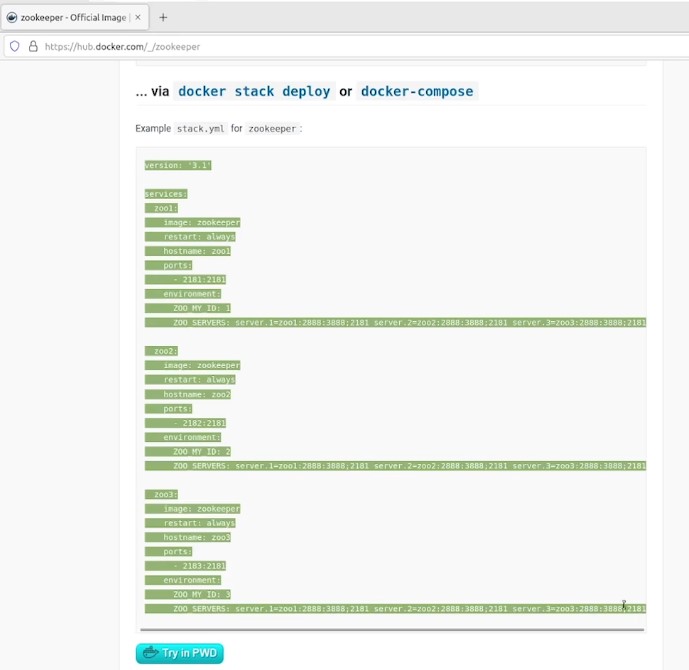 zookeeper - Official Image |
https://hub.docker.com/_/zookeeper
... via docker stack deploy or docker-compose
Example stack.yml for zookeeper:
version: '3.1'
services:
  zoo1:
    image: zookeeper
    restart: always
    hostname: zoo1
    ports:
      - 2181:2181
    environment:
      ZOO_MY_ID: 1
      ZOO_SERVERS: server.1=zoo1:2888:3888;2181 server.2=zoo2:2888:3888;2181 server.3=zoo3:2888:3888;2181
  zoo2:
    image: zookeeper
    restart: always
    hostname: zoo2
    ports:
      - 2182:2181
    environment:
      ZOO_MY_ID: 2
      ZOO_SERVERS: server.1=zoo1:2888:3888;2181 server.2=zoo2:2888:3888;2181 server.3=zoo3:2888:3888;2181
  zoo3:
    image: zookeeper
    restart: always
    hostname: zoo3
    ports:
      - 2183:2181
    environment:
      ZOO_MY_ID: 3
      ZOO_SERVERS: server.1=zoo1:2888:3888;2181 server.2=zoo2:2888:3888;2181 server.3=zoo3:2888:3888;2181
Try in PWD